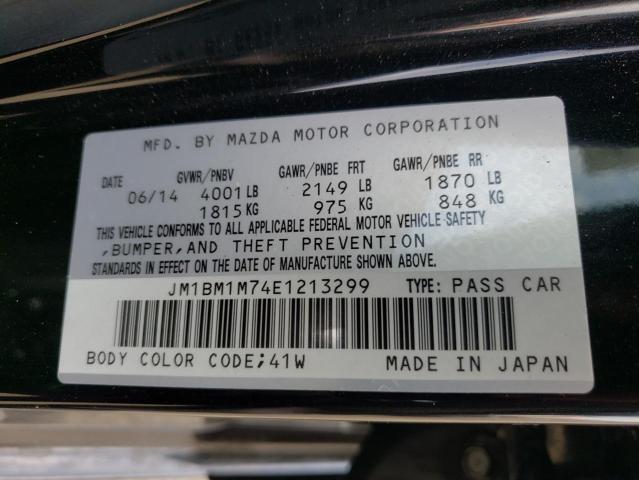 MFD. BY MAZDA MOTOR CORPORATION
DATE GVWR/PNBV GAWR/PNBE FRT GAWR/PNBE RR
06/14 4001 LB 2149 LB 1870 LB
1815 KG 975 KG 848 KG
THIS VEHICLE CONFORMS TO ALL APPLICABLE FEDERAL MOTOR VEHICLE SAFETY
,BUMPER,AND THEFT PREVENTION
STANDARDS IN EFFECT ON THE DATE OF MANUFACTURE SHOWN ABOVE.
JM1BM1M74E1213299 TYPE: PASS CAR
BODY COLOR CODE;41W MADE IN JAPAN